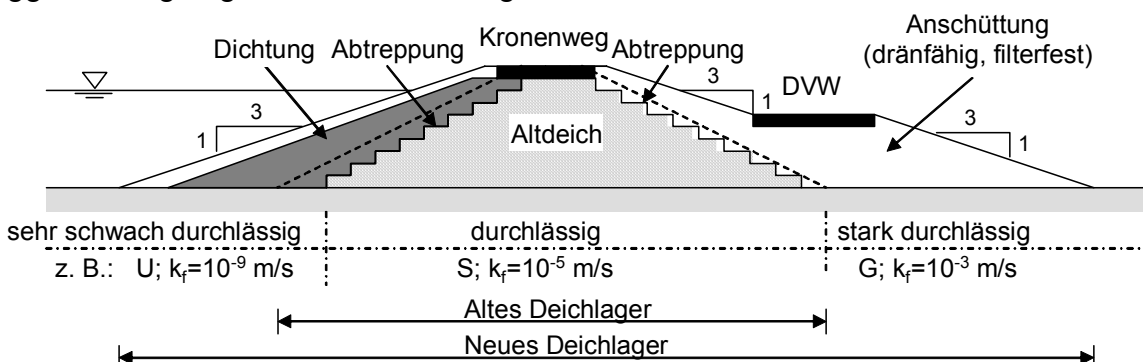 Kronenweg
Dichtung Abtreppung Abtreppung
Anschüttung
(dränfähig, filterfest)
DVW
3
1
3
1
3
1
Altdeich
sehr schwach durchlässig durchlässig stark durchlässig
z. B.: U; kf=10-9 m/s S; kf=10-5 m/s G; kf=10-3 m/s
Altes Deichlager
Neues Deichlager